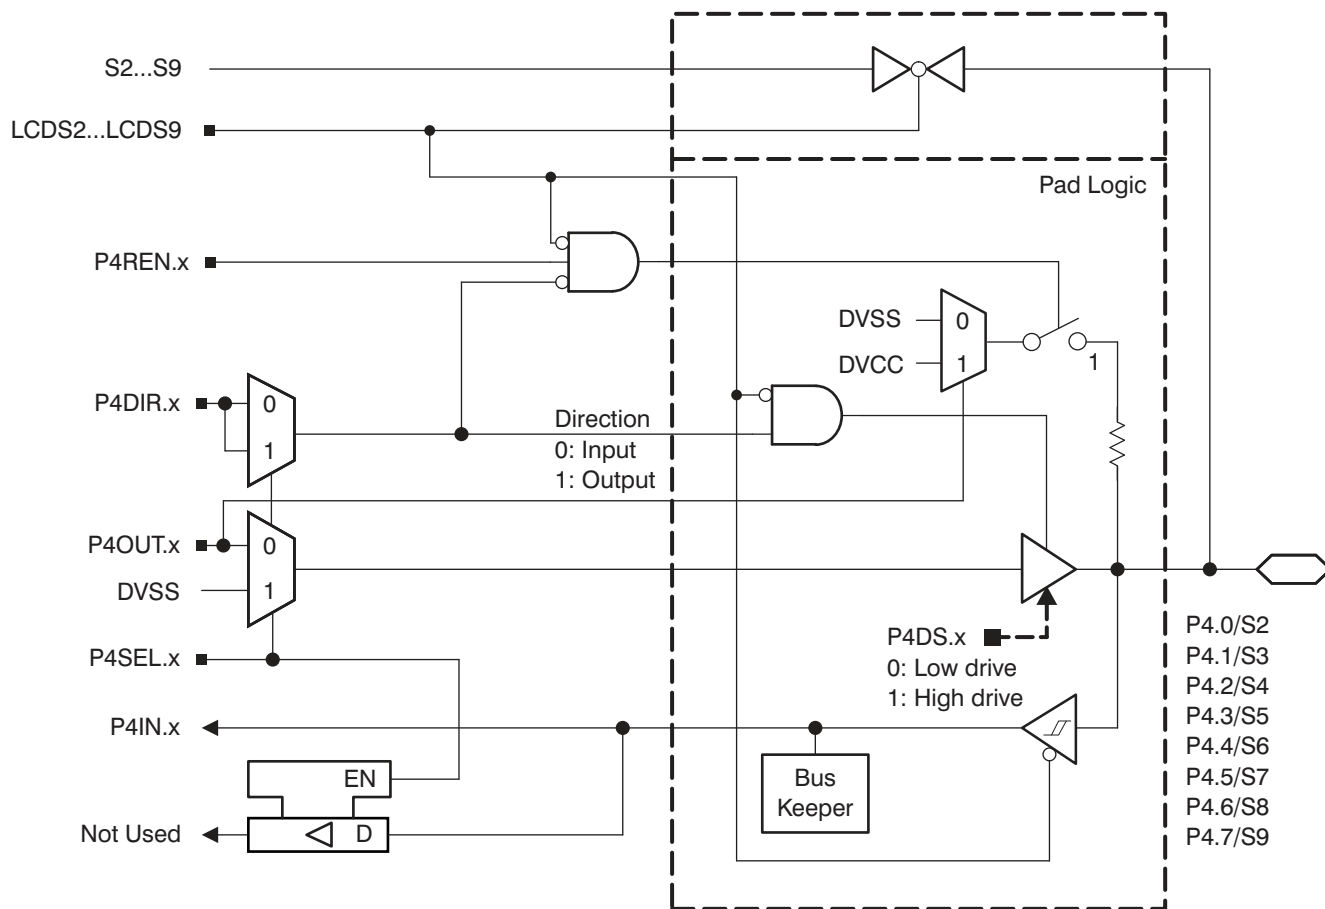 S2...S9
LCDS2...LCDS9
Pad Logic
P4REN.x
DVSS
0
DVCC
1
1
P4DIR.x
0
1
Direction
0: Input
1: Output
P4OUT.x
0
DVSS
1
P4DS.x
0: Low drive
1: High drive
P4SEL.x
P4IN.x
EN
Bus
Keeper
Not Used
D
P4.0/S2
P4.1/S3
P4.2/S4
P4.3/S5
P4.4/S6
P4.5/S7
P4.6/S8
P4.7/S9